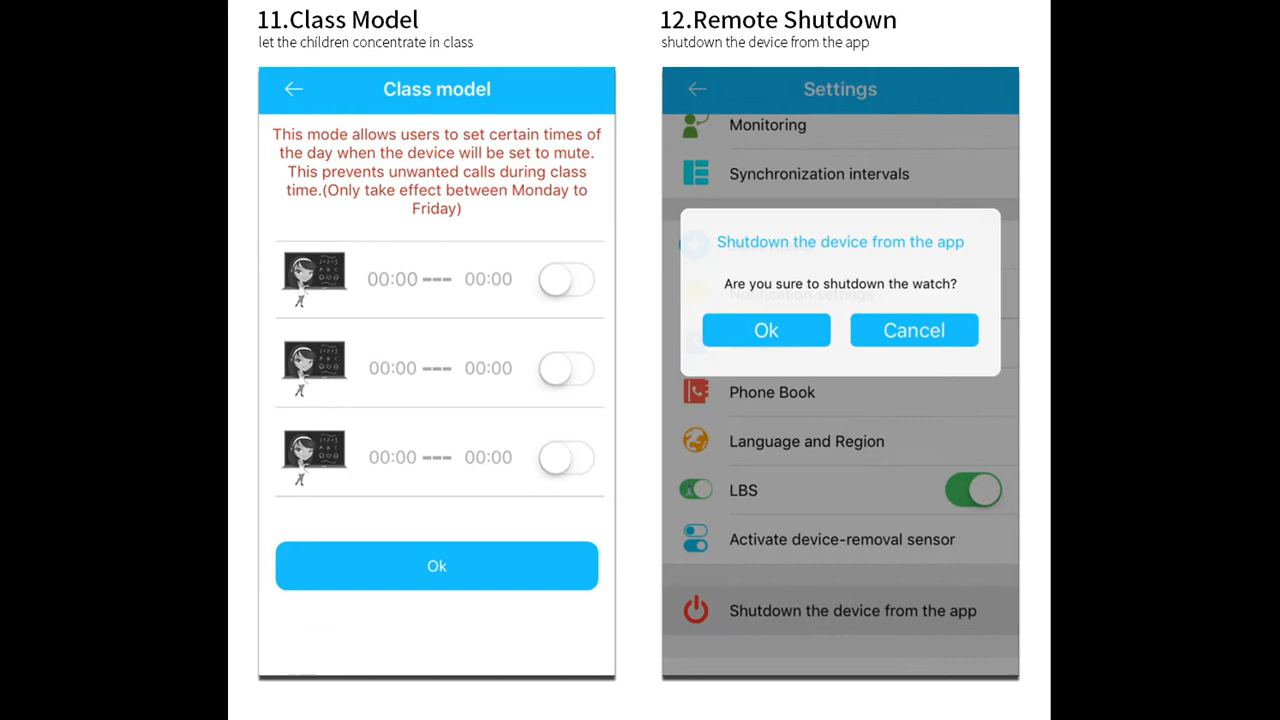 11.Class Model
let the children concentrate in class
Class model
This mode allows users to set certain times of
the day when the device will be set to mute.
This prevents unwanted calls during class
time.(Only take effect between Monday to
Friday)
00:00 --- 00:00
00:00 --- 00:00
00:00 --- 00:00
Ok
12.Remote Shutdown
shutdown the device from the app
Settings
Monitoring
Synchronization intervals
Shutdown the device from the app
Are you sure to shutdown the watch?
Notification settings
Ok Cancel
Phone Book
Language and Region
LBS
Activate device-removal sensor
Shutdown the device from the app